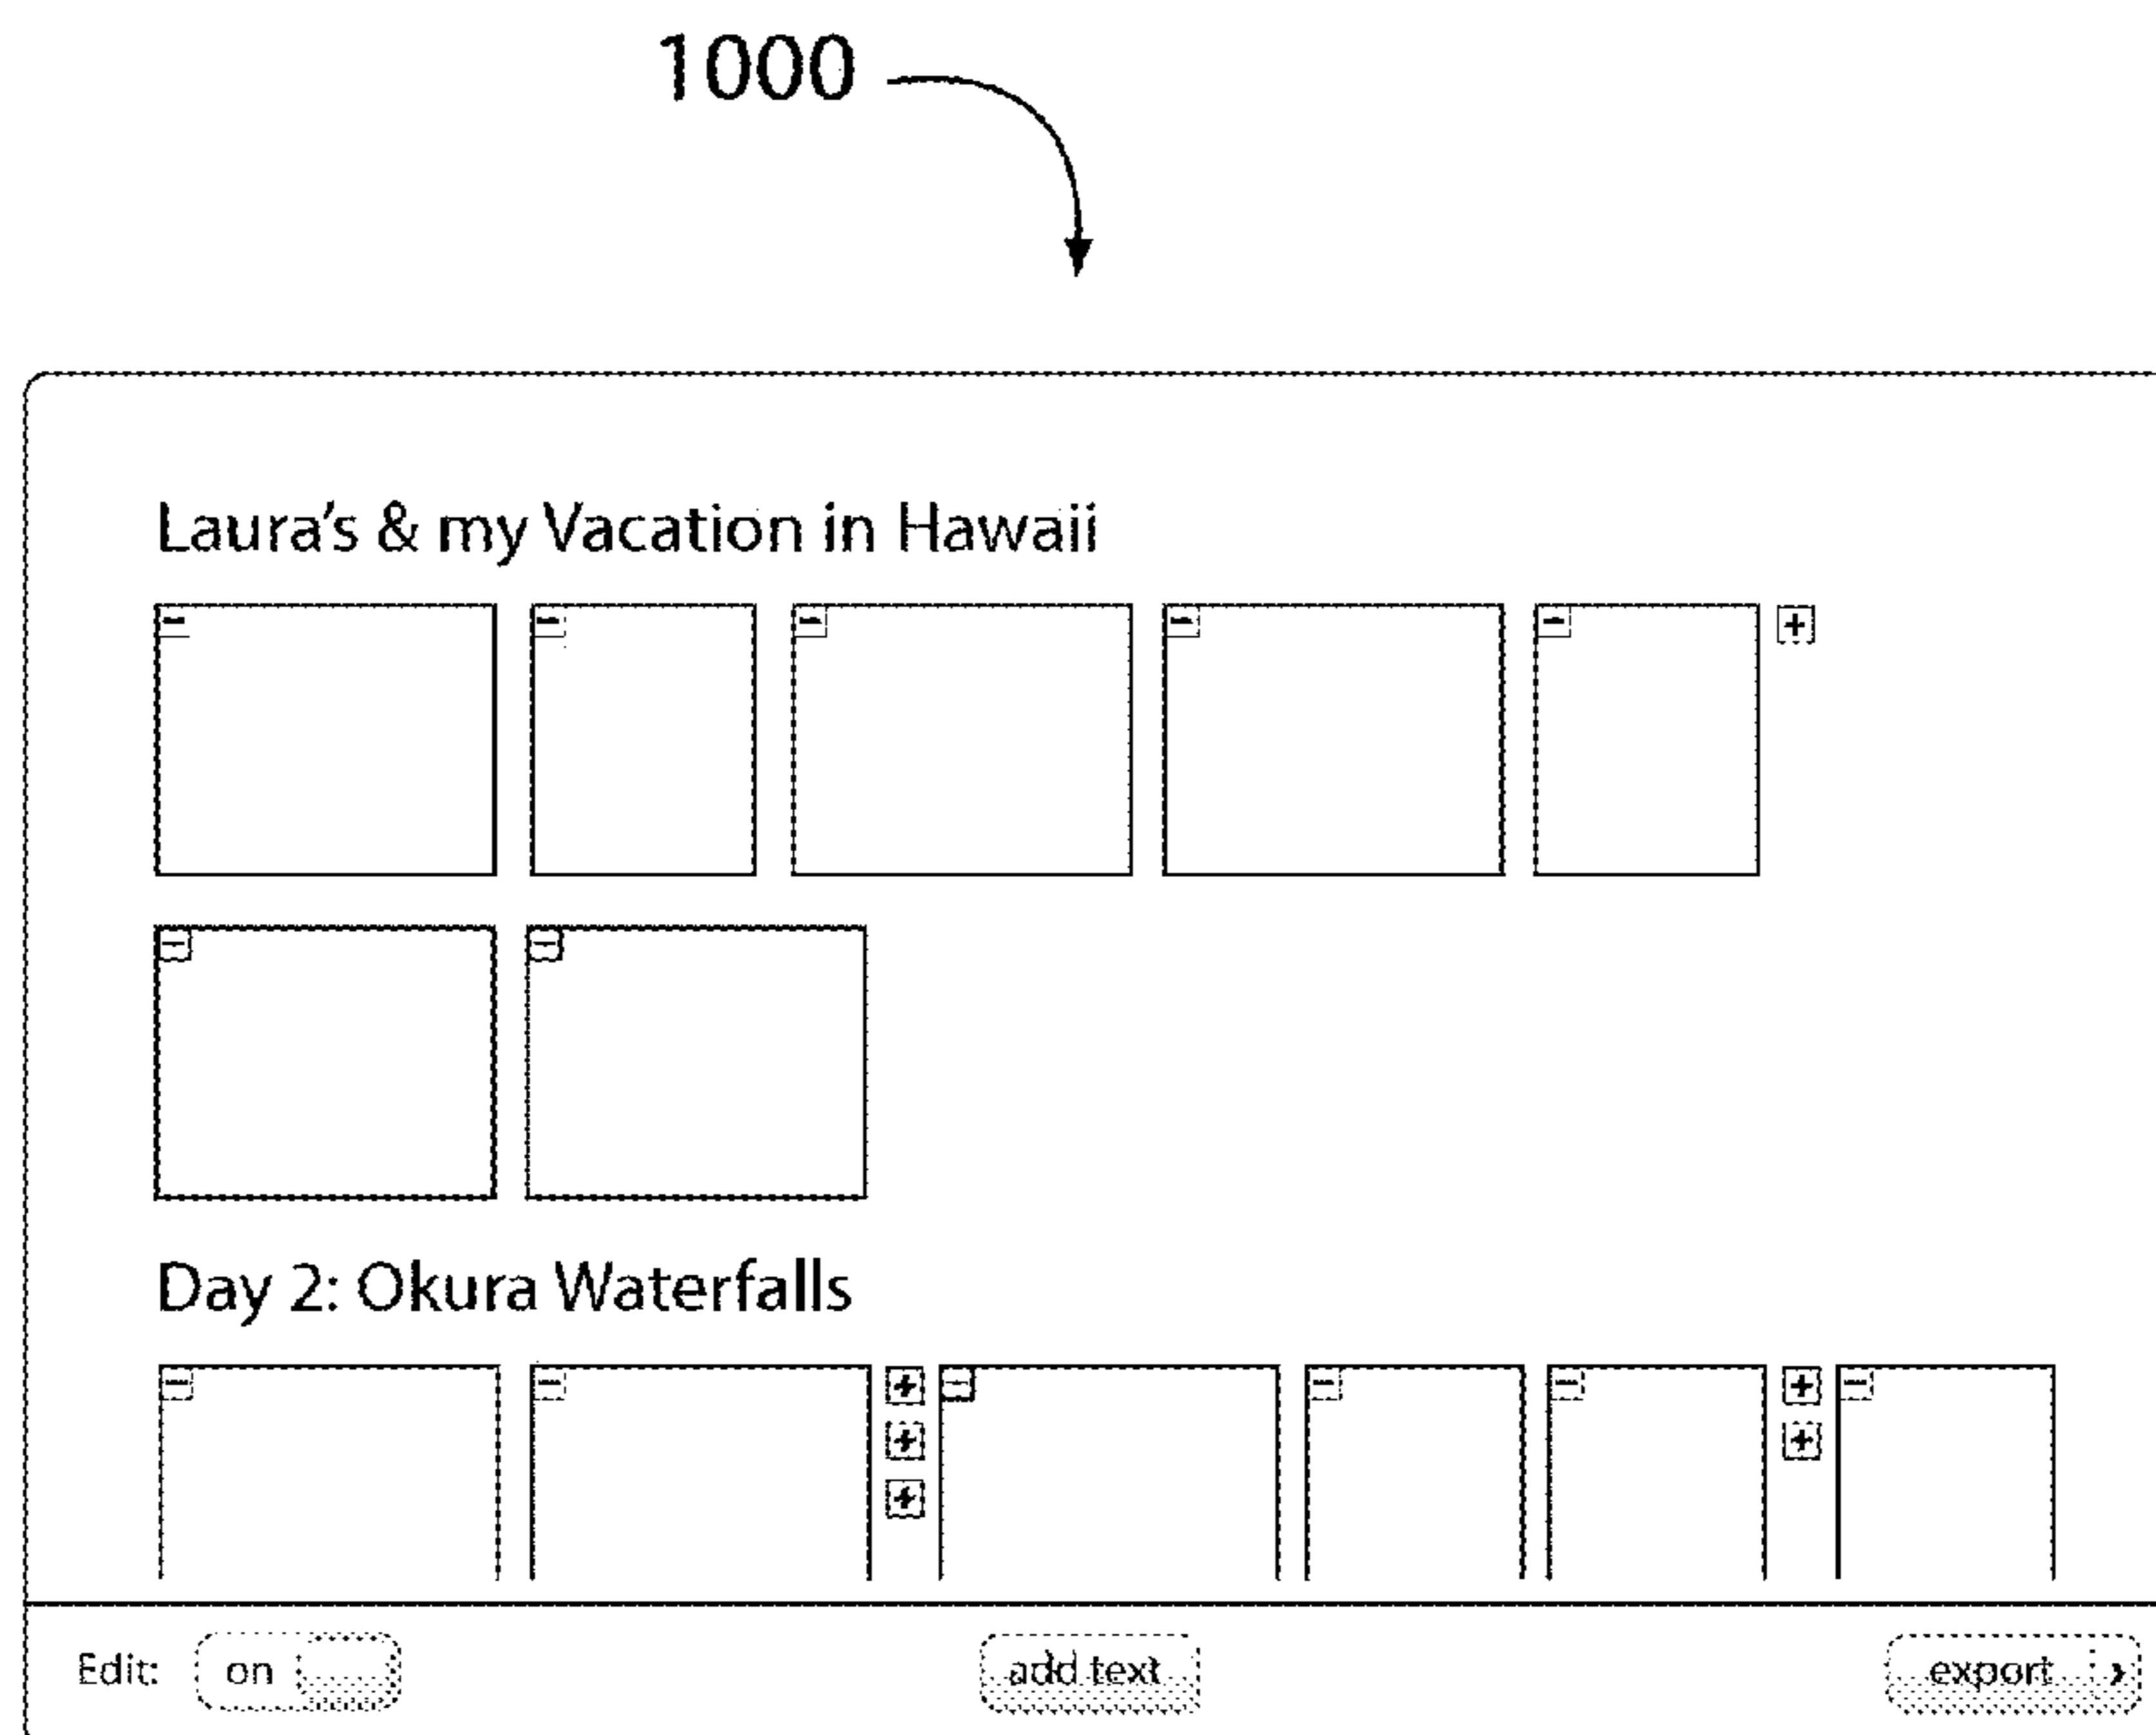 1000
Laura's & my Vacation in Hawaii
- - - - - +
- -
Day 2: Okura Waterfalls
- - + - - - + -
+ +
+
Edit: on add text export ›